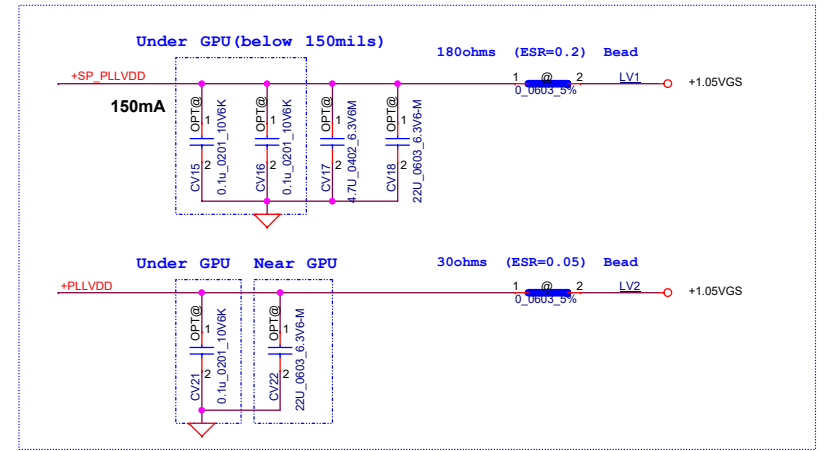 Under GPU(below 150mils)
180ohms (ESR=0.2) Bead
+SP_PLLVDD
150mA
1 @ 2 LV1
0_0603_5%
+1.05VGS
OPT@ 1
CV15 2
0.1u_0201_10V6K
OPT@ 1
CV16 2
0.1u_0201_10V6K
OPT@ 1
CV17 2
4.7U_0402_6.3V6M
OPT@ 1
CV18 2
22U_0603_6.3V6-M
Under GPU Near GPU
30ohms (ESR=0.05) Bead
+PLLVDD
1 @ 2 LV2
0_0603_5%
+1.05VGS
OPT@ 1
CV21 2
0.1u_0201_10V6K
OPT@ 1
CV22 2
22U_0603_6.3V6-M